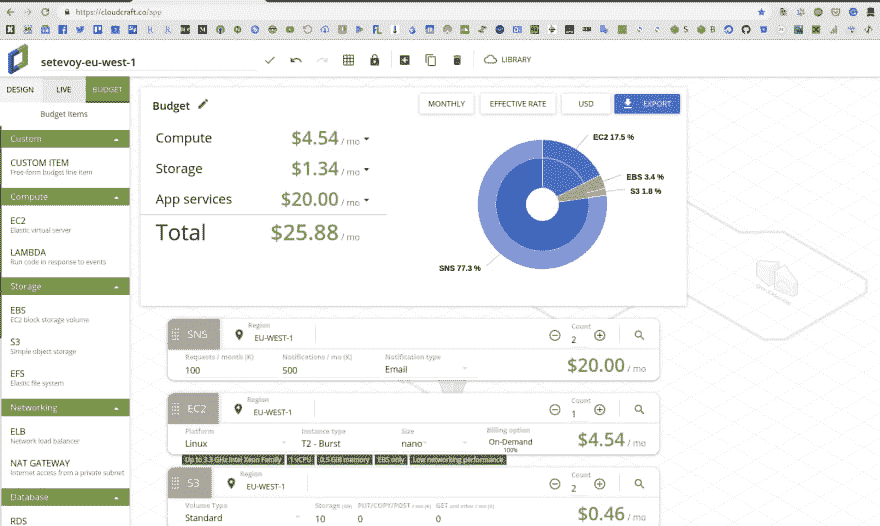 https://cloudcraft.co/app
setevoy-eu-west-1
LIBRARY
DESIGN
LIVE
BUDGET
Budget Items
Custom
CUSTOM ITEM
Free-form budget line item
Compute
EC2
Elastic virtual server
LAMBDA
Run code in response to events
Storage
EBS
EC2 block storage volume
S3
Simple object storage
EFS
Elastic file system
Networking
ELB
Network load balancer
NAT GATEWAY
Internet access from a private subnet
Database
RDS
Budget
MONTHLY
EFFECTIVE RATE
USD
EXPORT
Compute $4.54 / mo
Storage $1.34 / mo
App services $20.00 / mo
Total $25.88 / mo
EC2 17.5 %
EBS 3.4 %
S3 1.8 %
SNS 77.3 %
SNS
Region
EU-WEST-1
Count
2
Requests / month (K)
100
Notifications / mo (K)
500
Notification type
Email
$20.00 / mo
EC2
Region
EU-WEST-1
Count
1
Platform
Linux
Instance type
T2 - Burst
Size
nano
Billing option
On-Demand
100%
$4.54 / mo
Up to 3.3 GHz Intel Xeon Family
1 vCPU
0.5 GiB memory
EBS only
Low networking performance
S3
Region
EU-WEST-1
Count
2
Volume Type
Standard
Storage (GB)
10
PUT/COPY/POST / mo (K)
0
GET and other / mo (K)
0
$0.46 / mo